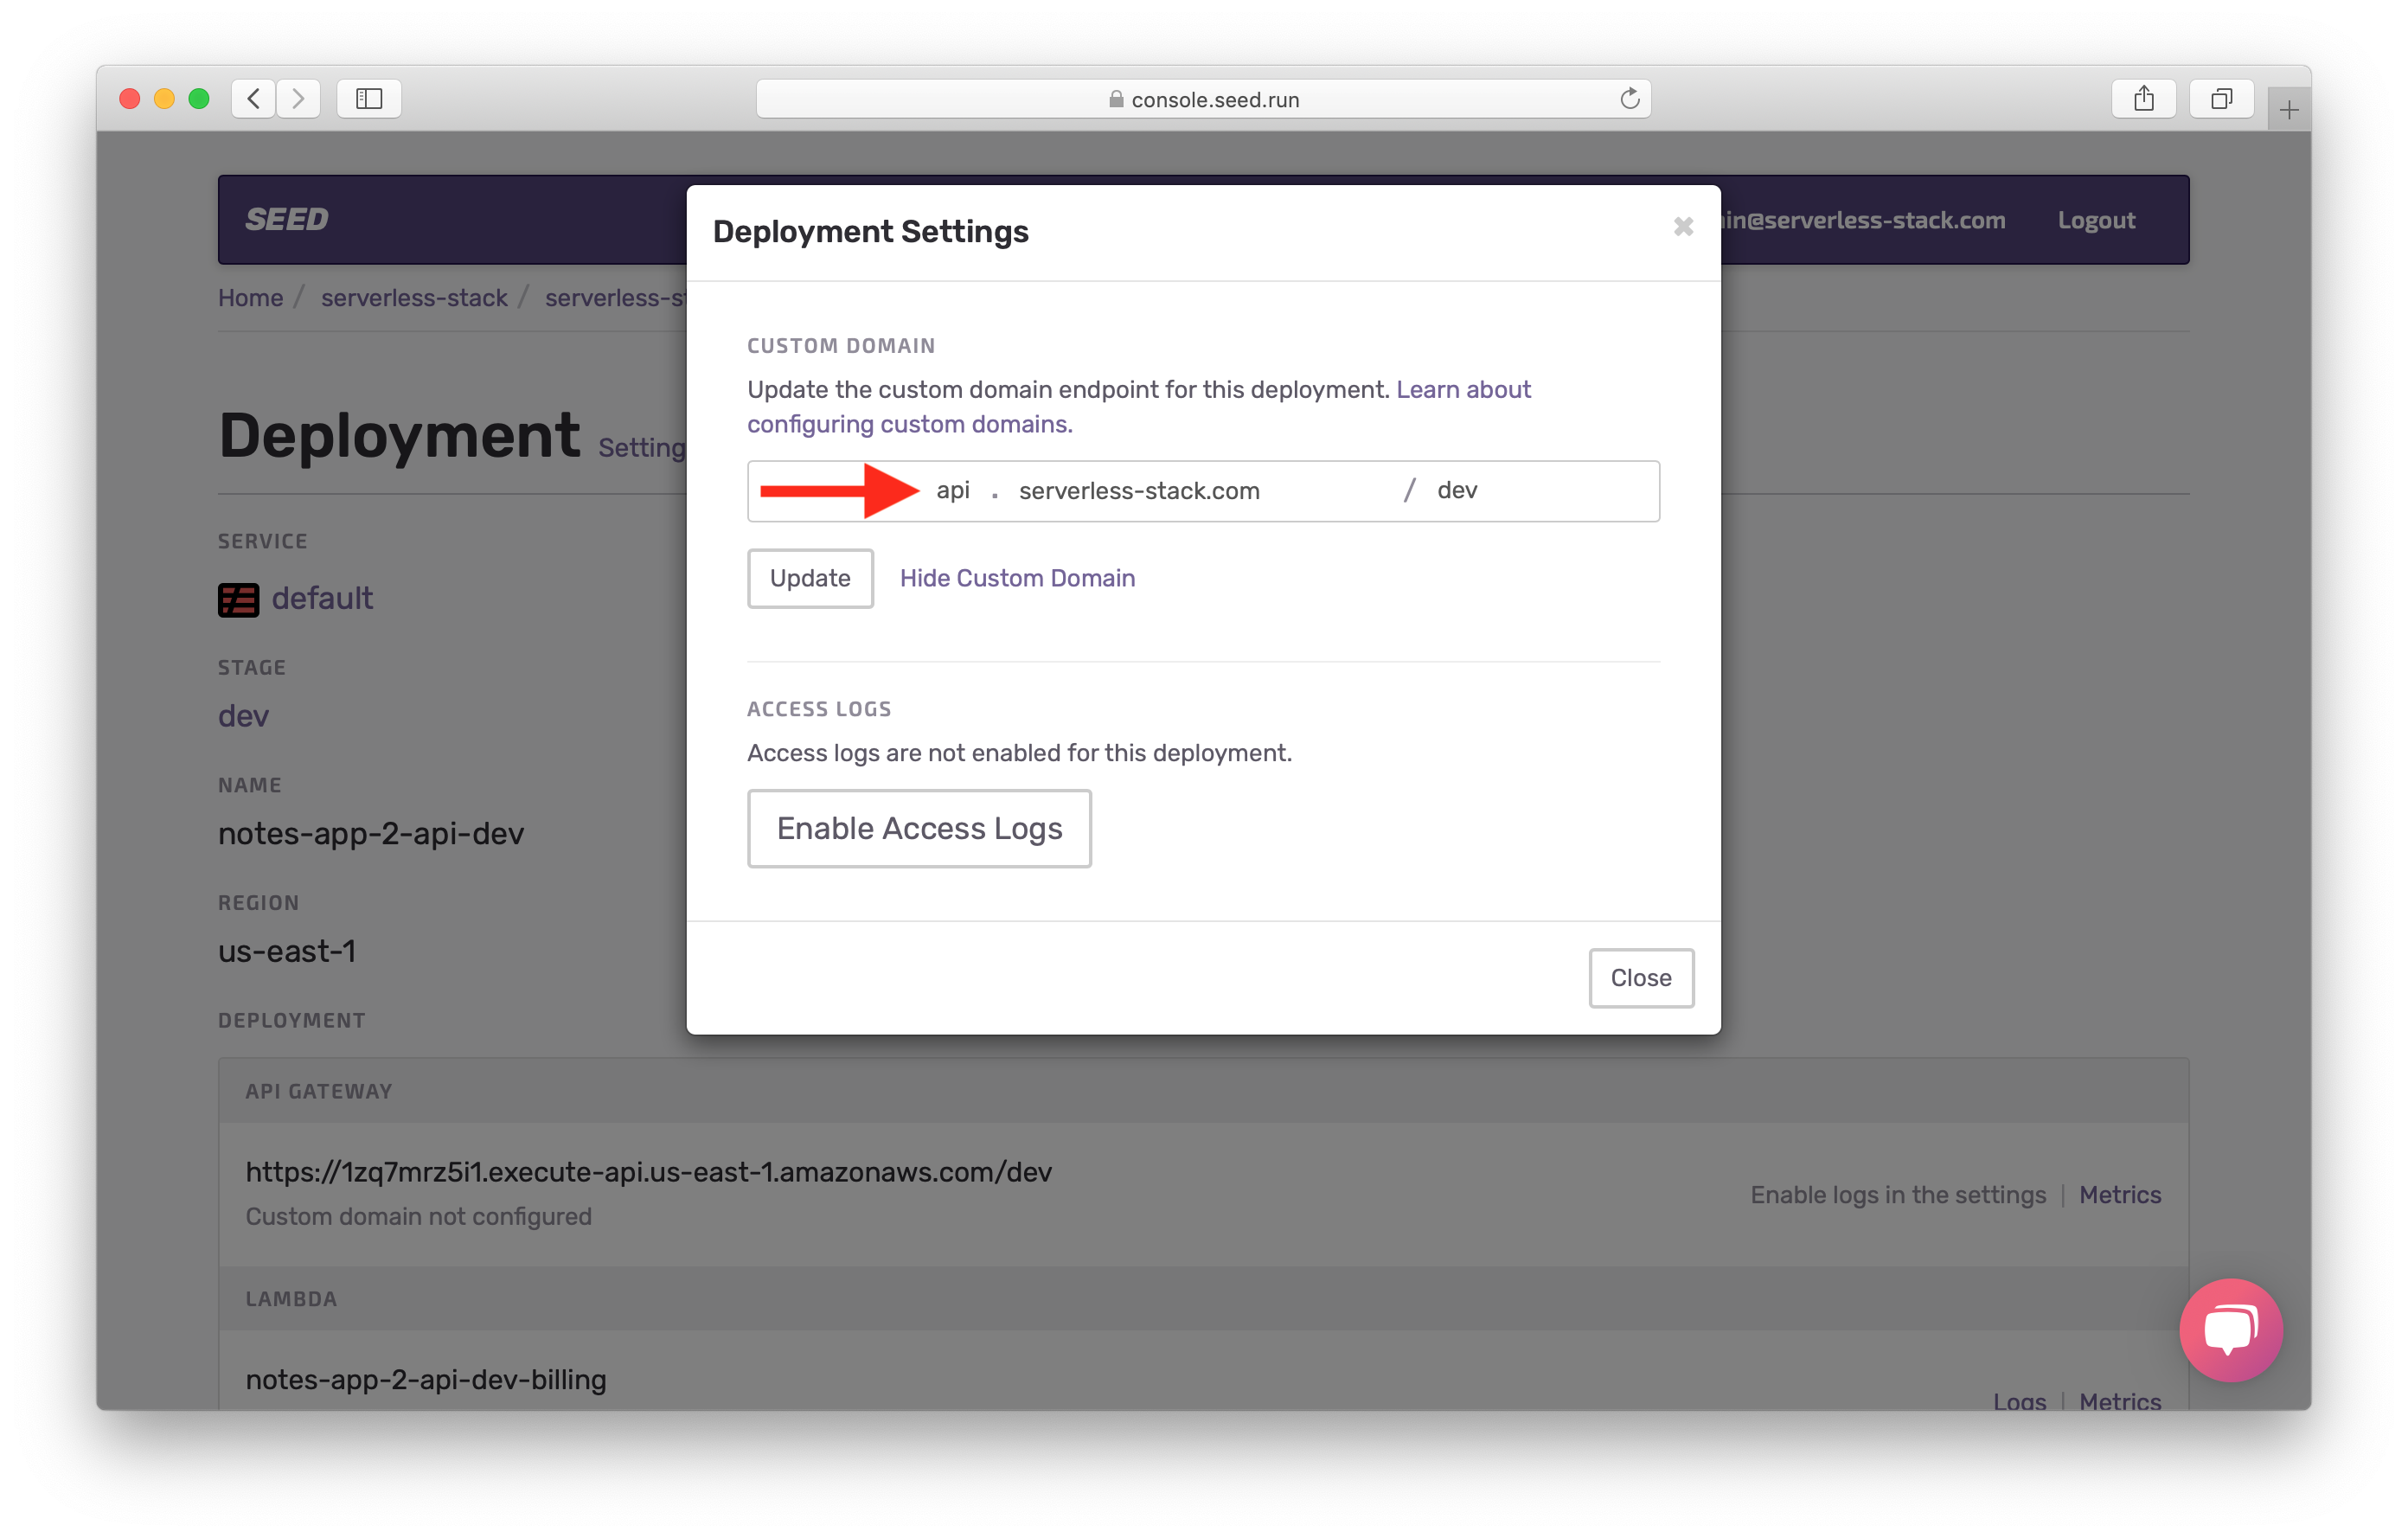 console.seed.run
SEED
in@serverless-stack.com
Logout
Home / serverless-stack /
Deployment
Deployment Settings
CUSTOM DOMAIN
Update the custom domain endpoint for this deployment. Learn about
configuring custom domains.
api . serverless-stack.com / dev
Update
Hide Custom Domain
ACCESS LOGS
Access logs are not enabled for this deployment.
Enable Access Logs
Close
SERVICE
default
STAGE
dev
NAME
notes-app-2-api-dev
REGION
us-east-1
DEPLOYMENT
API GATEWAY
https://1zq7mrz5i1.execute-api.us-east-1.amazonaws.com/dev
Custom domain not configured
Enable logs in the settings | Metrics
LAMBDA
notes-app-2-api-dev-billing
Logs | Metrics